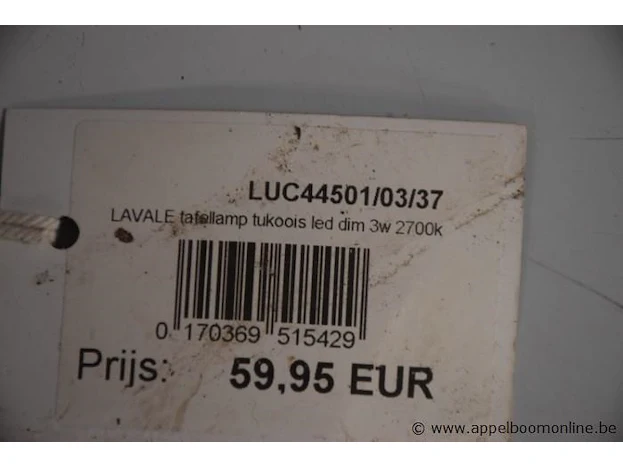 LUC44501/03/37
LAVALE tafellamp tukoois led dim 3w 2700k
0 170369 515429
Prijs: 59,95 EUR
© www.appelboomonline.be